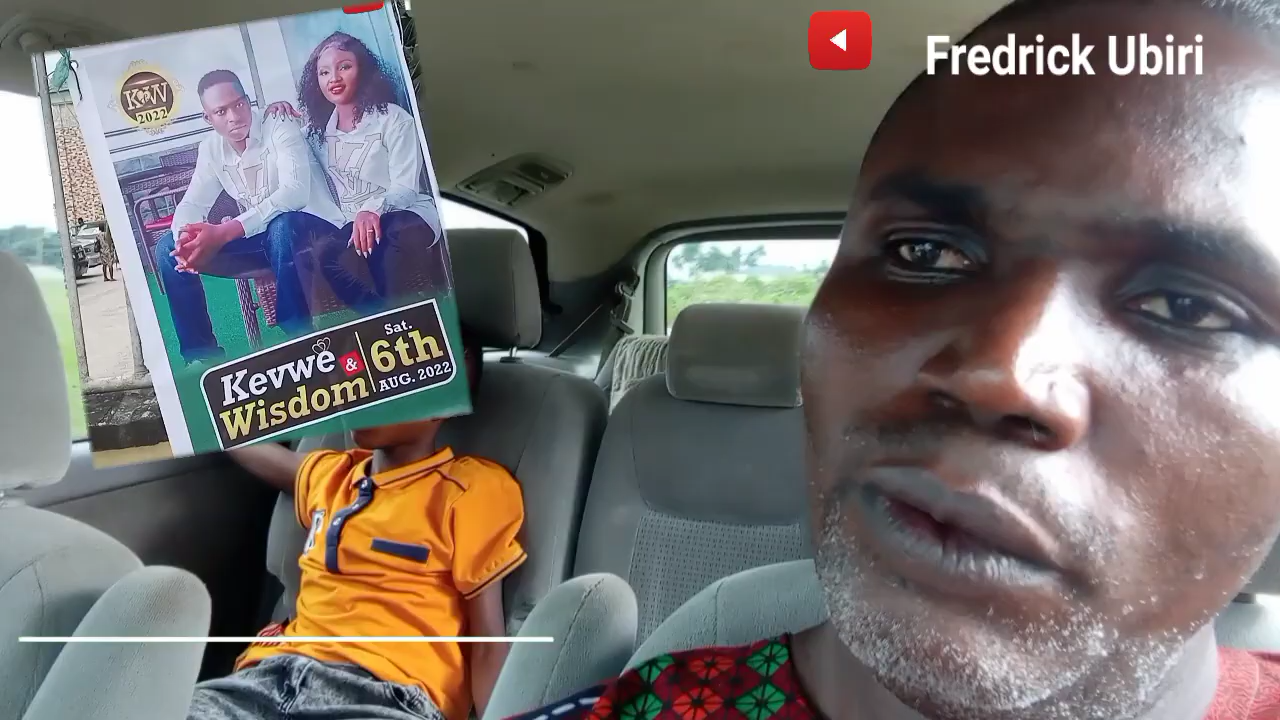 Fredrick Ubiri
K&W
2022
Kevwe &
Wisdom
Sat.
6th
AUG. 2022